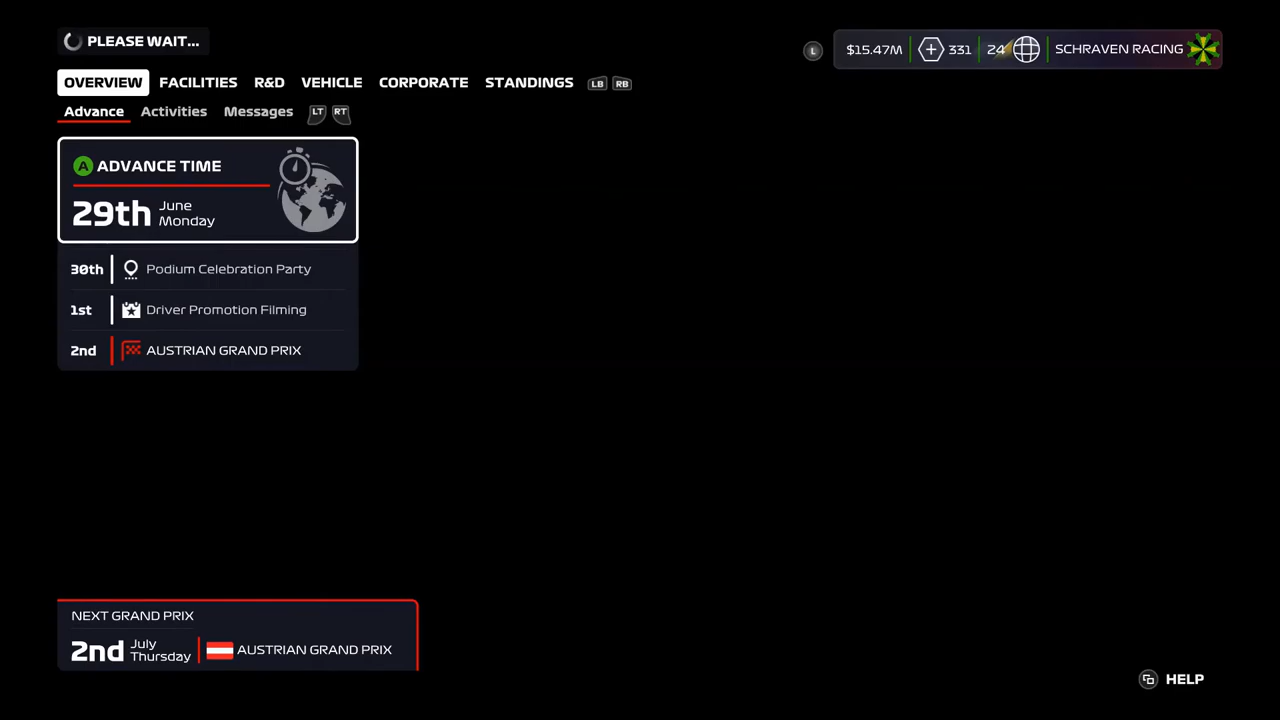 PLEASE WAIT...
L $15.47M 331 24 SCHRAVEN RACING
OVERVIEW FACILITIES R&D VEHICLE CORPORATE STANDINGS LB RB
Advance Activities Messages LT RT
A ADVANCE TIME
29th June Monday
30th Podium Celebration Party
1st Driver Promotion Filming
2nd AUSTRIAN GRAND PRIX
NEXT GRAND PRIX
2nd July Thursday AUSTRIAN GRAND PRIX
HELP